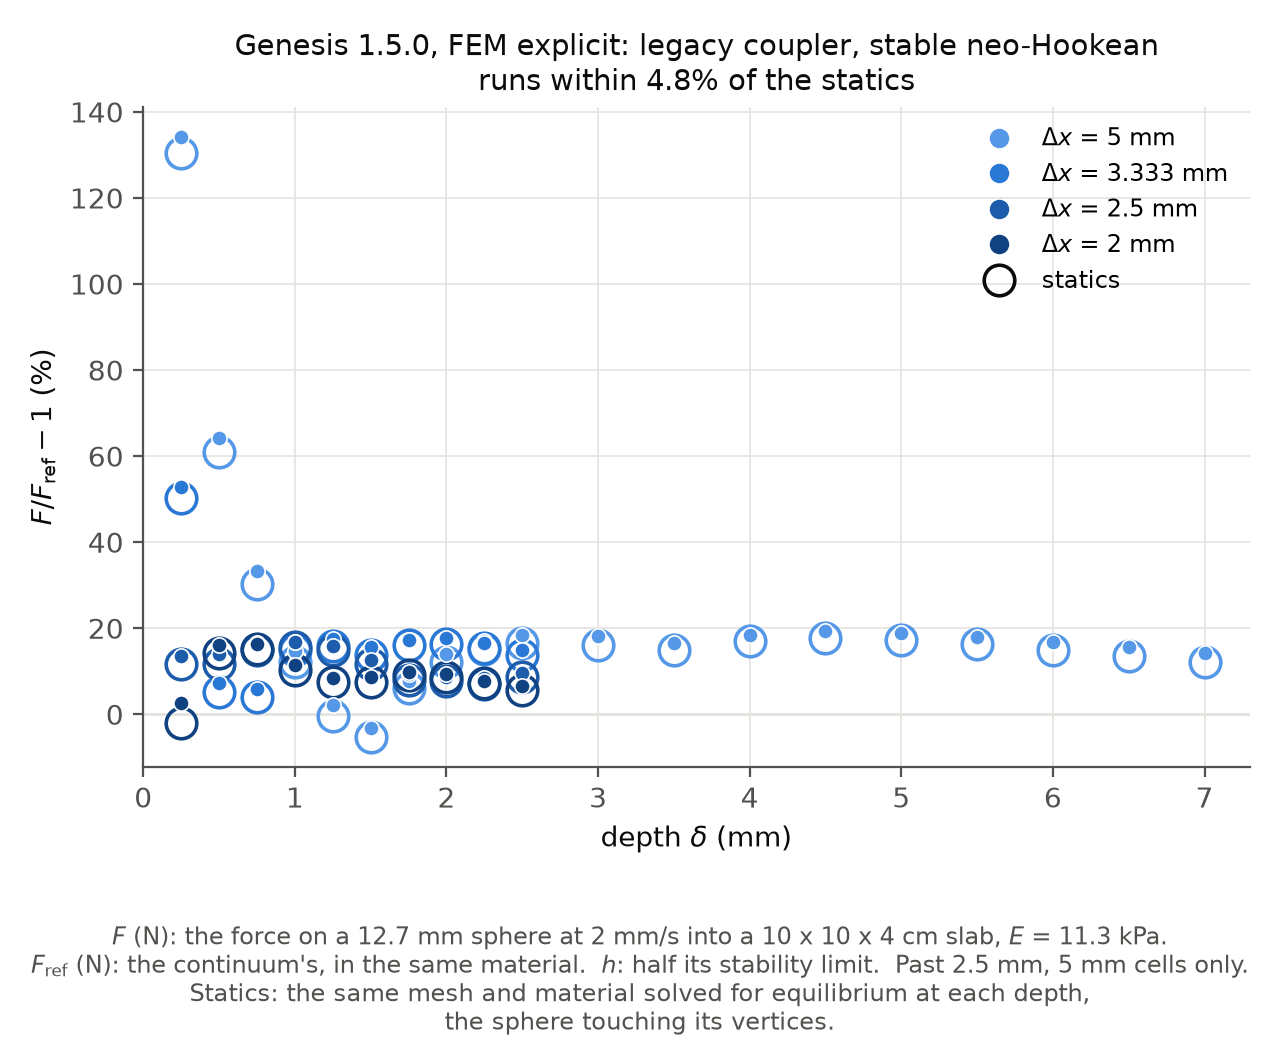 Genesis 1.5.0, FEM explicit: legacy coupler, stable neo-Hookean
runs within 4.8% of the statics
140
120
100
80
60
40
20
0
F/F_ref − 1 (%)
Δx = 5 mm
Δx = 3.333 mm
Δx = 2.5 mm
Δx = 2 mm
statics
0 1 2 3 4 5 6 7
depth δ (mm)
F (N): the force on a 12.7 mm sphere at 2 mm/s into a 10 x 10 x 4 cm slab, E = 11.3 kPa.
F_ref (N): the continuum's, in the same material. h: half its stability limit. Past 2.5 mm, 5 mm cells only.
Statics: the same mesh and material solved for equilibrium at each depth,
the sphere touching its vertices.